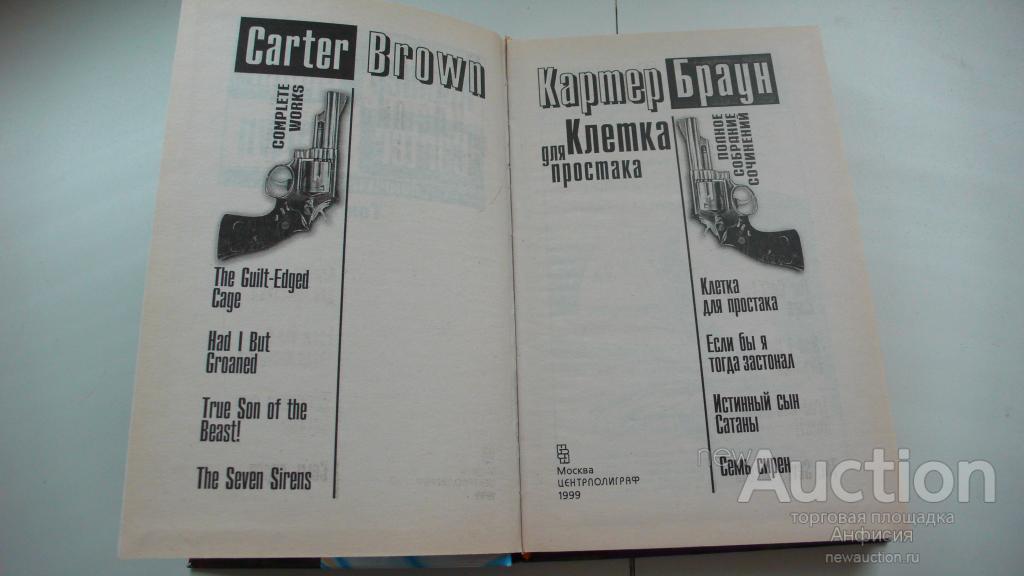 Carter Brown
COMPLETE
WORKS
The Guilt-Edged
Cage
Had I But
Groaned
True Son of the
Beast!
The Seven Sirens
Картер Браун
Клетка
для
простака
ПОЛНОЕ
СОБРАНИЕ
СОЧИНЕНИЙ
Клетка
для простака
Если бы я
тогда застонал
Истинный сын
Сатаны
Семь сирен
Москва
ЦЕНТРПОЛИГРАФ
1999
newAuction
торговая площадка
Анфисия
newauction.ru